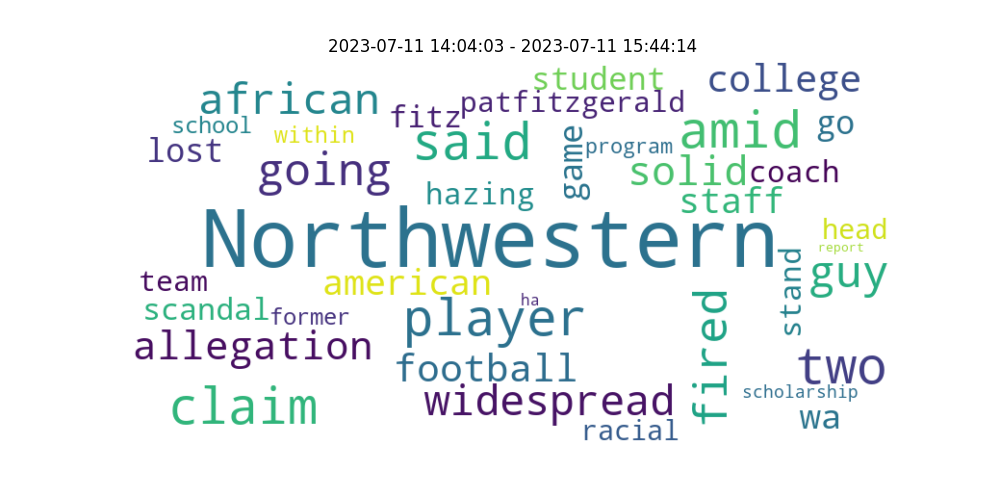 2023-07-11 14:04:03 - 2023-07-11 15:44:14
student
college
african
patfitzgerald
fitz
school
within
said
game
program
amid
go
lost
going
solid
coach
hazing
staff
Northwestern
head
report
team
american
stand
guy
scandal
former
ha
player
fired
allegation
football
two
claim
widespread
scholarship
racial
wa